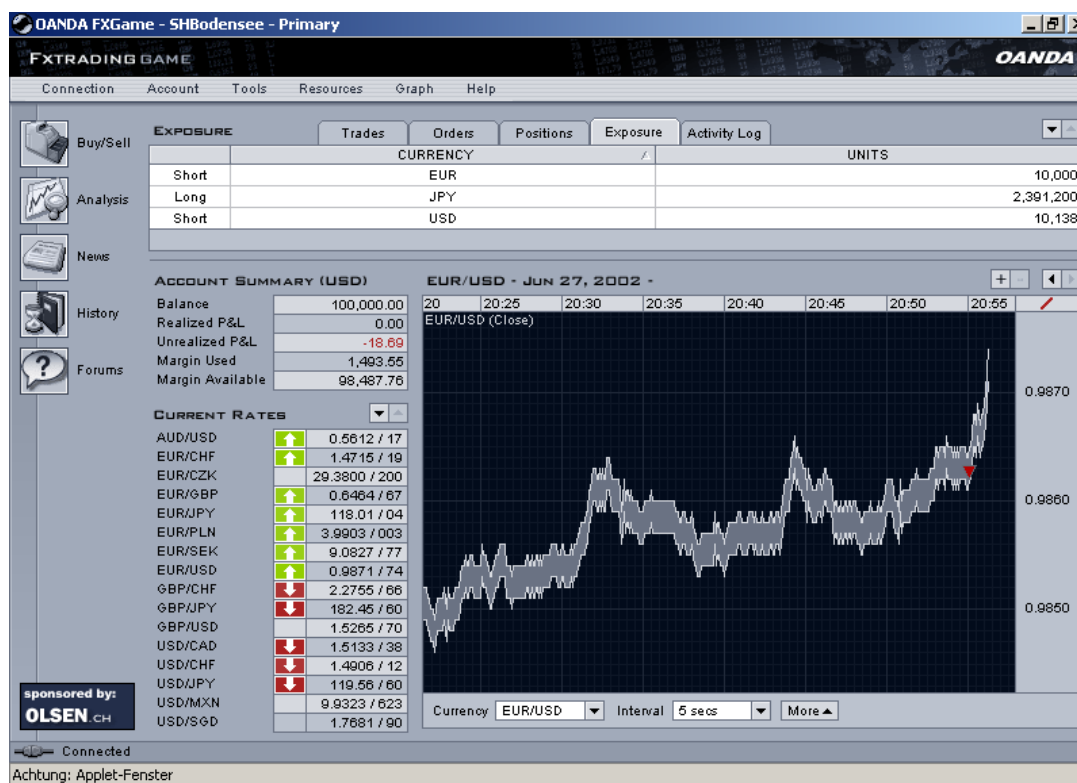 OANDA FXGame - SHBodensee - Primary
FXTRADING GAME
OANDA
Connection Account Tools Resources Graph Help
Buy/Sell
Analysis
News
History
Forums
EXPOSURE Trades Orders Positions Exposure Activity Log
CURRENCY UNITS
Short EUR 10,000
Long JPY 2,391,200
Short USD 10,138
ACCOUNT SUMMARY (USD)
Balance 100,000.00
Realized P&L 0.00
Unrealized P&L -18.69
Margin Used 1,493.55
Margin Available 98,487.76
CURRENT RATES
AUD/USD 0.5612 / 17
EUR/CHF 1.4715 / 19
EUR/CZK 29.3800 / 200
EUR/GBP 0.6464 / 67
EUR/JPY 118.01 / 04
EUR/PLN 3.9903 / 003
EUR/SEK 9.0827 / 77
EUR/USD 0.9871 / 74
GBP/CHF 2.2755 / 66
GBP/JPY 182.45 / 60
GBP/USD 1.5265 / 70
USD/CAD 1.5133 / 38
USD/CHF 1.4906 / 12
USD/JPY 119.56 / 60
USD/MXN 9.9323 / 623
USD/SGD 1.7681 / 90
EUR/USD - JUN 27, 2002 -
20 20:25 20:30 20:35 20:40 20:45 20:50 20:55
EUR/USD (Close)
0.9870
0.9860
0.9850
Currency EUR/USD Interval 5 secs More
sponsored by:
OLSEN.CH
Connected
Achtung: Applet-Fenster